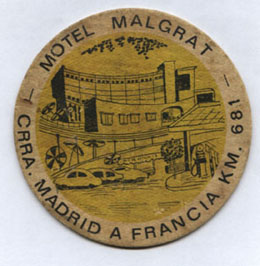 MOTEL MALGRAT
CRRA. MADRID A FRANCIA KM. 681